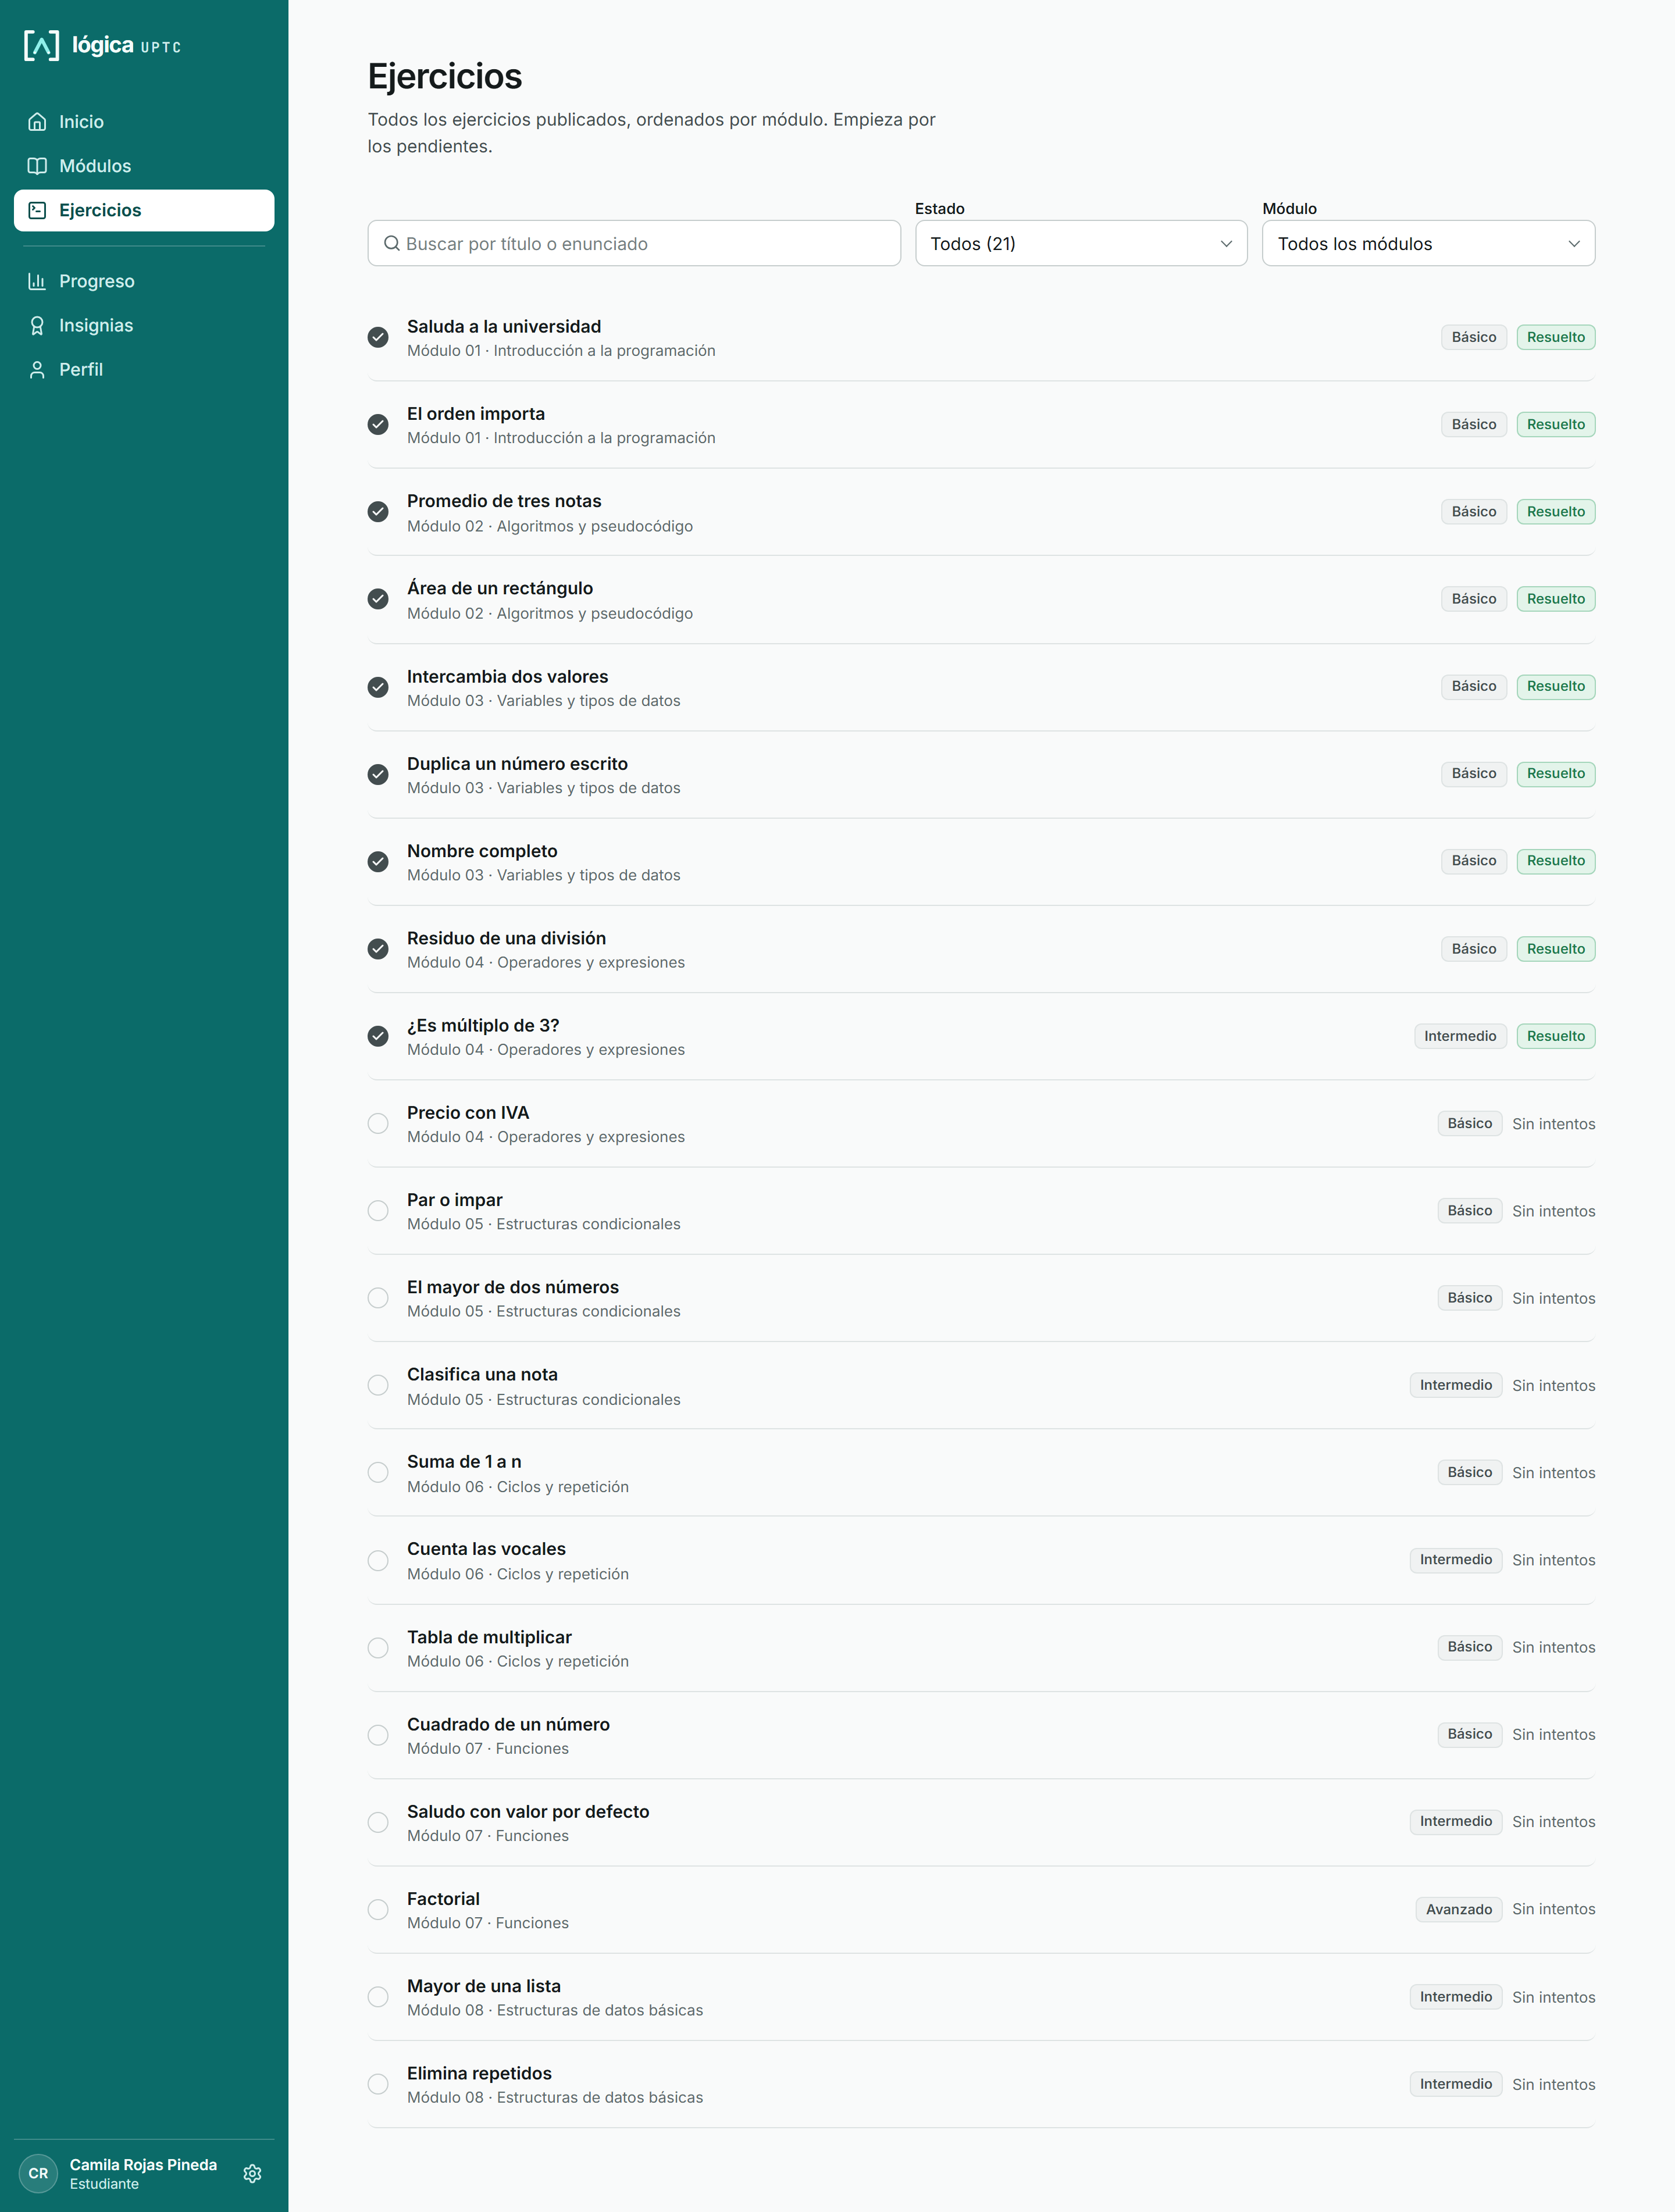 lógica UPTC
Inicio
Módulos
Ejercicios
Progreso
Insignias
Perfil
Ejercicios
Todos los ejercicios publicados, ordenados por módulo. Empieza por
los pendientes.
Buscar por título o enunciado
Estado
Todos (21)
Módulo
Todos los módulos
Saluda a la universidad
Módulo 01 · Introducción a la programación
Básico Resuelto
El orden importa
Módulo 01 · Introducción a la programación
Básico Resuelto
Promedio de tres notas
Módulo 02 · Algoritmos y pseudocódigo
Básico Resuelto
Área de un rectángulo
Módulo 02 · Algoritmos y pseudocódigo
Básico Resuelto
Intercambia dos valores
Módulo 03 · Variables y tipos de datos
Básico Resuelto
Duplica un número escrito
Módulo 03 · Variables y tipos de datos
Básico Resuelto
Nombre completo
Módulo 03 · Variables y tipos de datos
Básico Resuelto
Residuo de una división
Módulo 04 · Operadores y expresiones
Básico Resuelto
¿Es múltiplo de 3?
Módulo 04 · Operadores y expresiones
Intermedio Resuelto
Precio con IVA
Módulo 04 · Operadores y expresiones
Básico Sin intentos
Par o impar
Módulo 05 · Estructuras condicionales
Básico Sin intentos
El mayor de dos números
Módulo 05 · Estructuras condicionales
Básico Sin intentos
Clasifica una nota
Módulo 05 · Estructuras condicionales
Intermedio Sin intentos
Suma de 1 a n
Módulo 06 · Ciclos y repetición
Básico Sin intentos
Cuenta las vocales
Módulo 06 · Ciclos y repetición
Intermedio Sin intentos
Tabla de multiplicar
Módulo 06 · Ciclos y repetición
Básico Sin intentos
Cuadrado de un número
Módulo 07 · Funciones
Básico Sin intentos
Saludo con valor por defecto
Módulo 07 · Funciones
Intermedio Sin intentos
Factorial
Módulo 07 · Funciones
Avanzado Sin intentos
Mayor de una lista
Módulo 08 · Estructuras de datos básicas
Intermedio Sin intentos
Elimina repetidos
Módulo 08 · Estructuras de datos básicas
Intermedio Sin intentos
CR
Camila Rojas Pineda
Estudiante